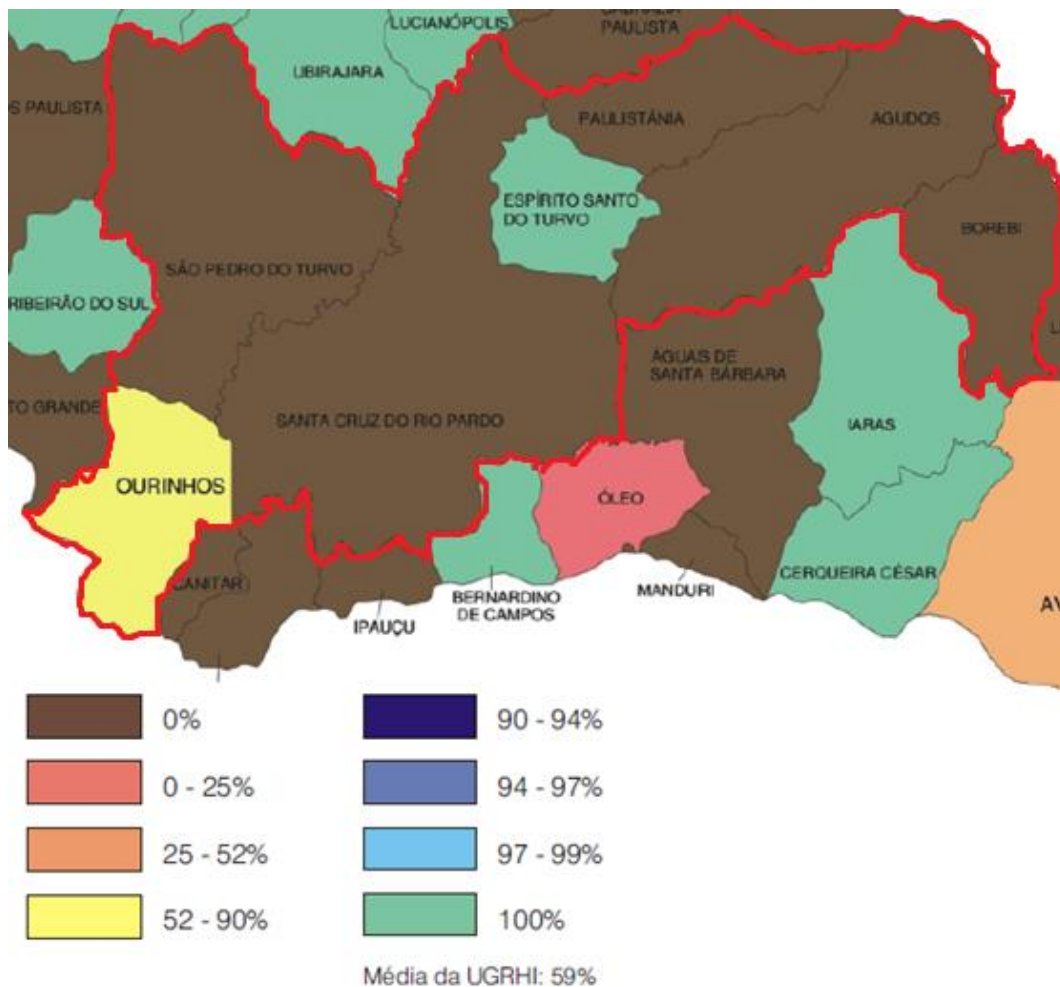 LUCIANÓPOLIS
PAULISTA
UBIRAJARA
S PAULISTA
PAULISTÂNIA
AGUDOS
ESPÍRITO SANTO
DO TURVO
BOREBI
SÃO PEDRO DO TURVO
RIBEIRÃO DO SUL
ÁGUAS DE
SANTA BÁRBARA
TO GRANDE
SANTA CRUZ DO RIO PARDO
IARAS
OURINHOS
ÓLEO
CANITAR
CERQUEIRA CÉSAR
MANDURI
BERNARDINO
DE CAMPOS
IPAUÇU
AV
0%
90 - 94%
0 - 25%
94 - 97%
25 - 52%
97 - 99%
52 - 90%
100%
Média da UGRHI: 59%